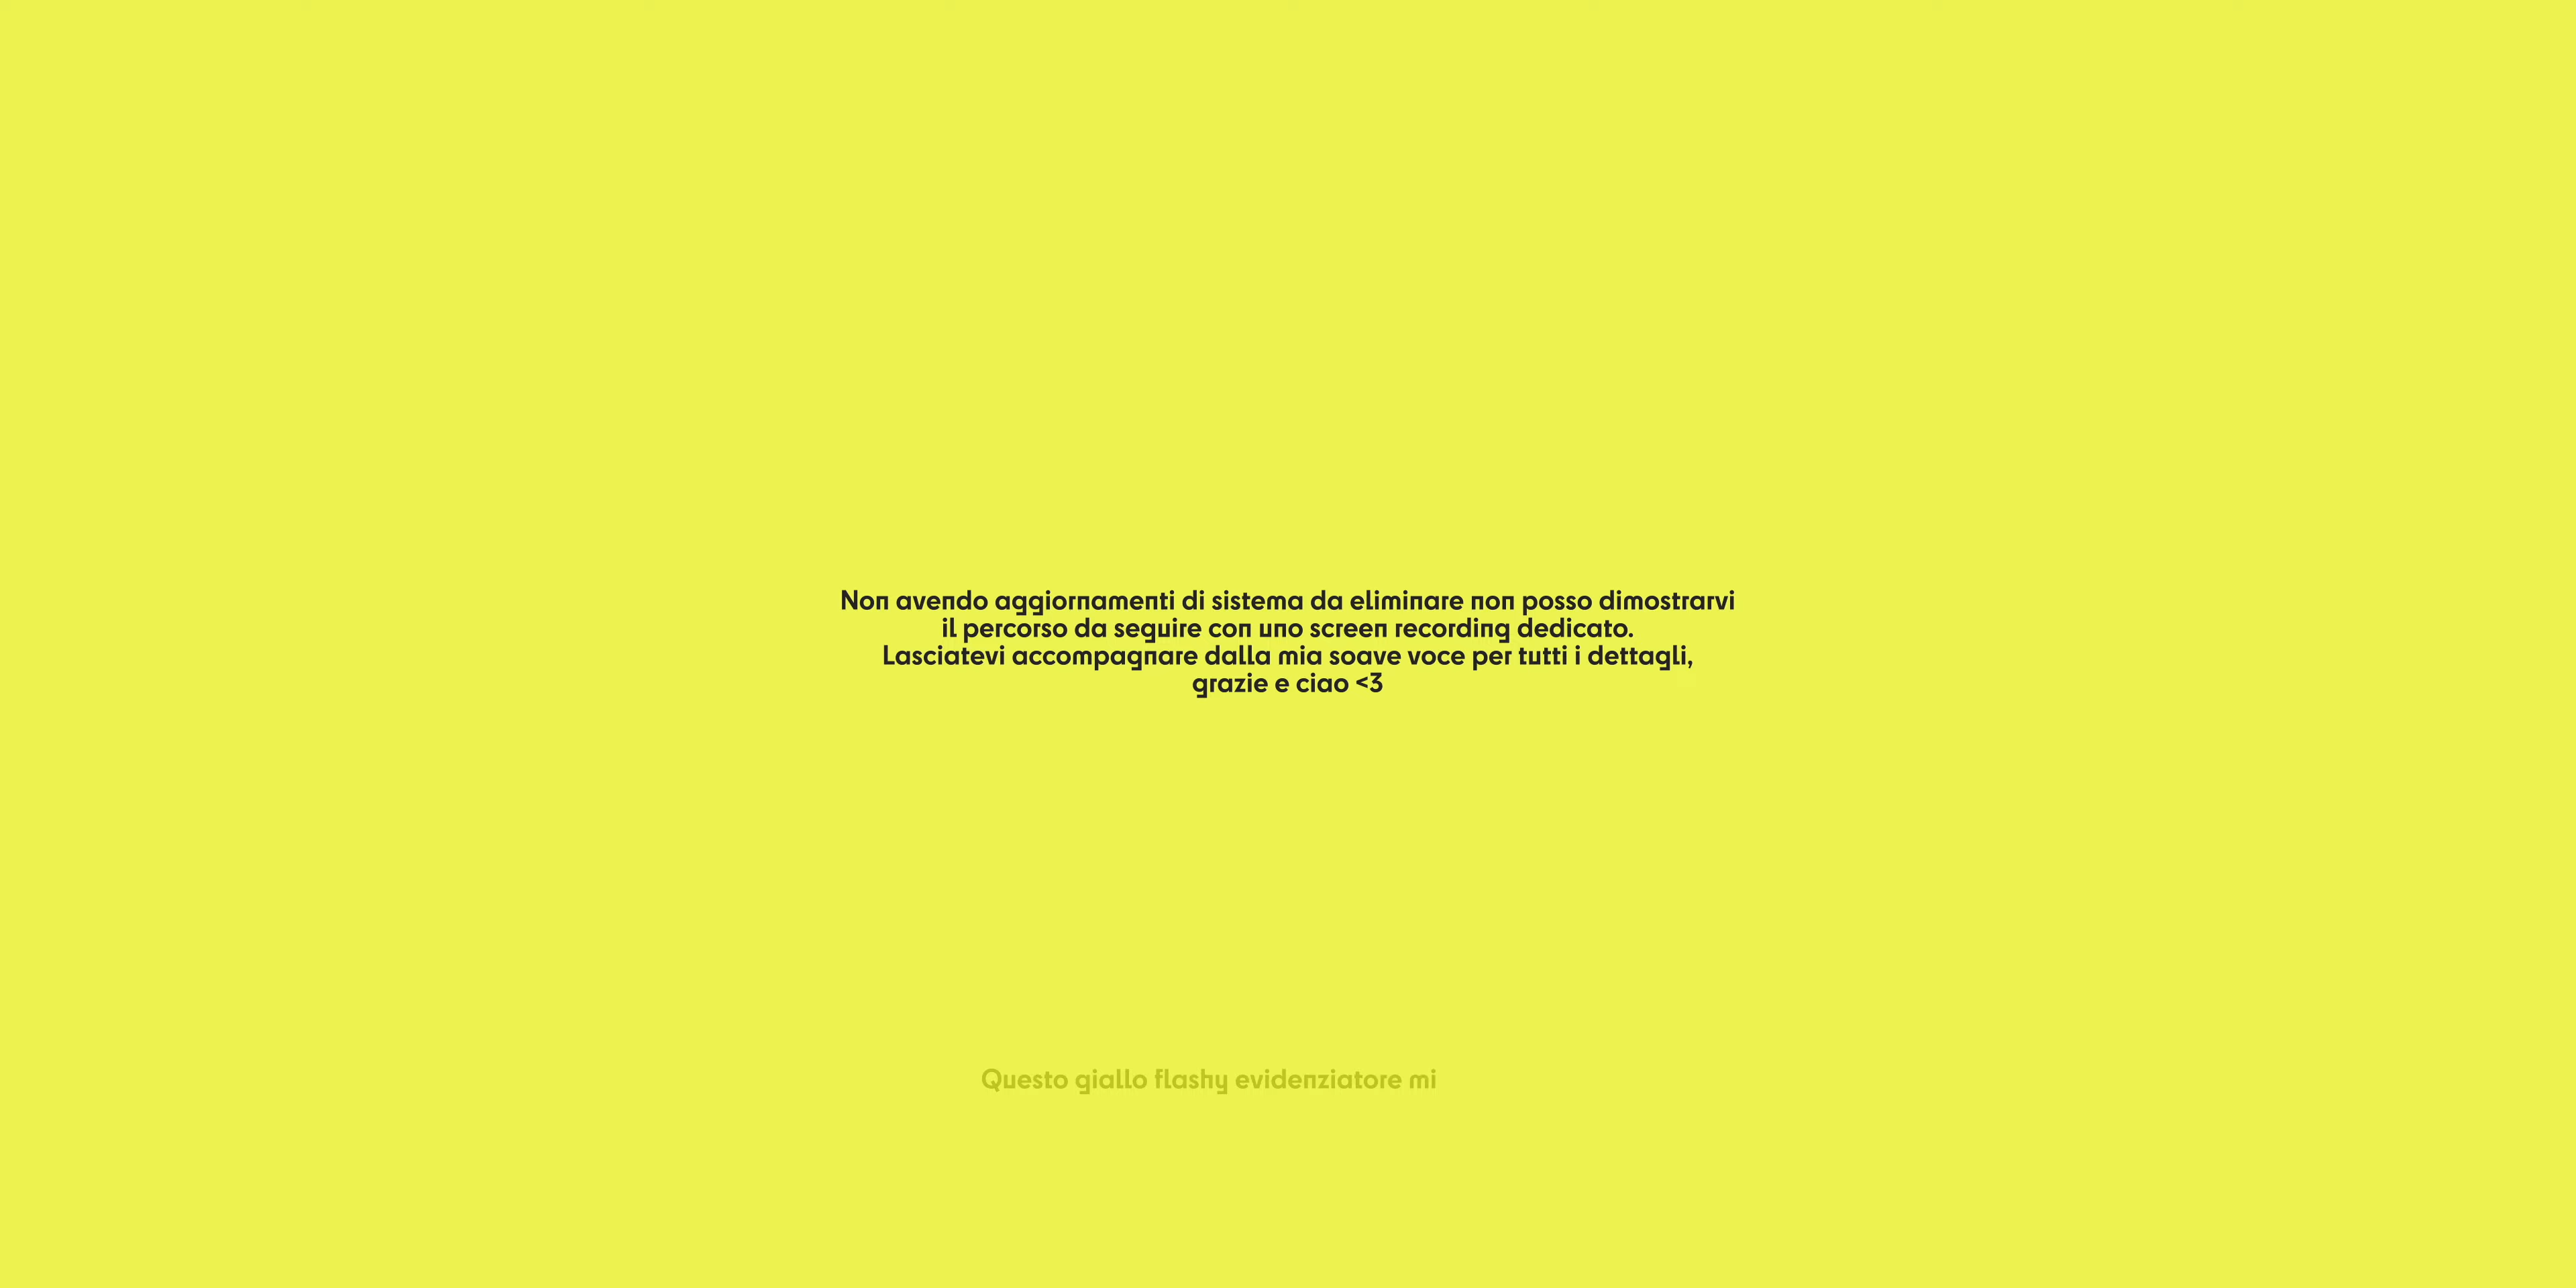 Non avendo aggiornamenti di sistema da eliminare non posso dimostrarvi
il percorso da seguire con uno screen recording dedicato.
Lasciatevi accompagnare dalla mia soave voce per tutti i dettagli,
grazie e ciao <3
Questo giallo flashy evidenziatore mi